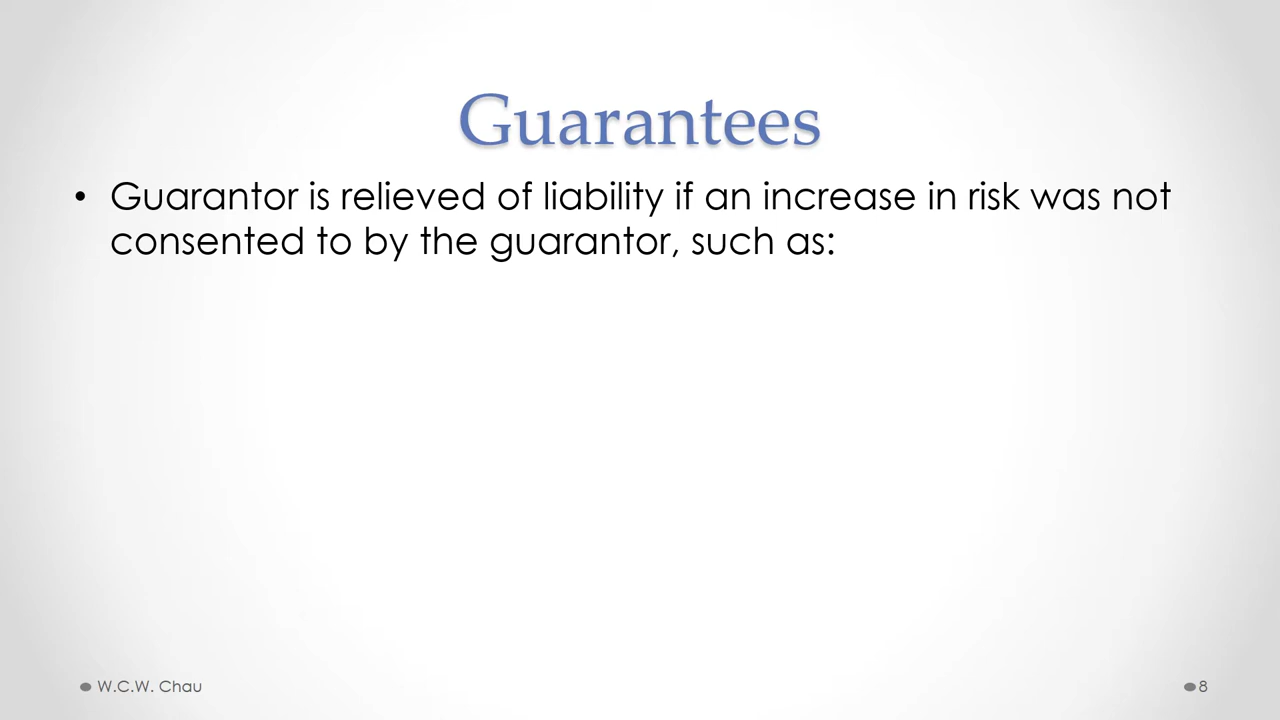 Guarantees
• Guarantor is relieved of liability if an increase in risk was not
consented to by the guarantor, such as:
W.C.W. Chau
8